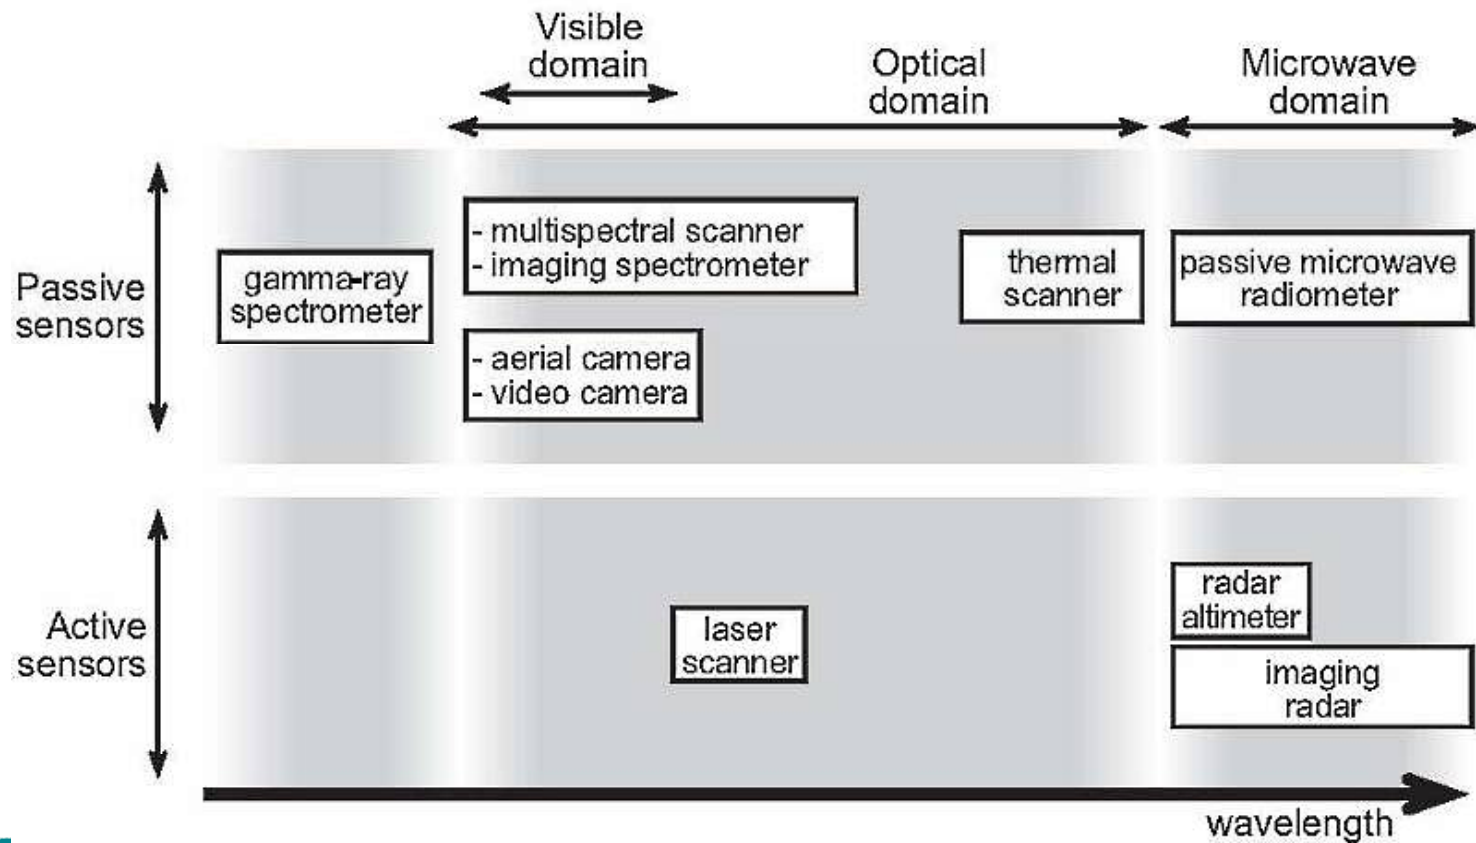 Visible
domain
Optical
domain
Microwave
domain
Passive
sensors
gamma-ray
spectrometer
- multispectral scanner
- imaging spectrometer
- aerial camera
- video camera
thermal
scanner
passive microwave
radiometer
Active
sensors
laser
scanner
radar
altimeter
imaging
radar
wavelength